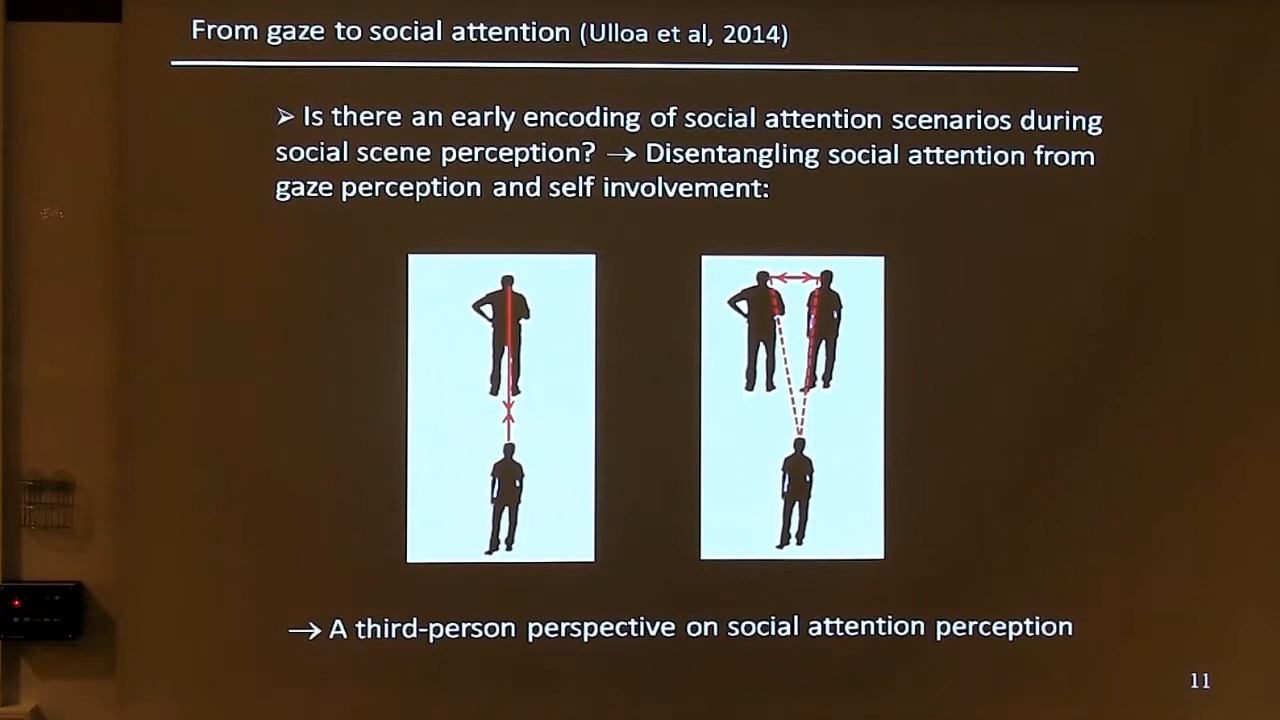 From gaze to social attention (Ulloa et al, 2014)
➢ Is there an early encoding of social attention scenarios during
social scene perception? → Disentangling social attention from
gaze perception and self involvement:
→ A third-person perspective on social attention perception
11